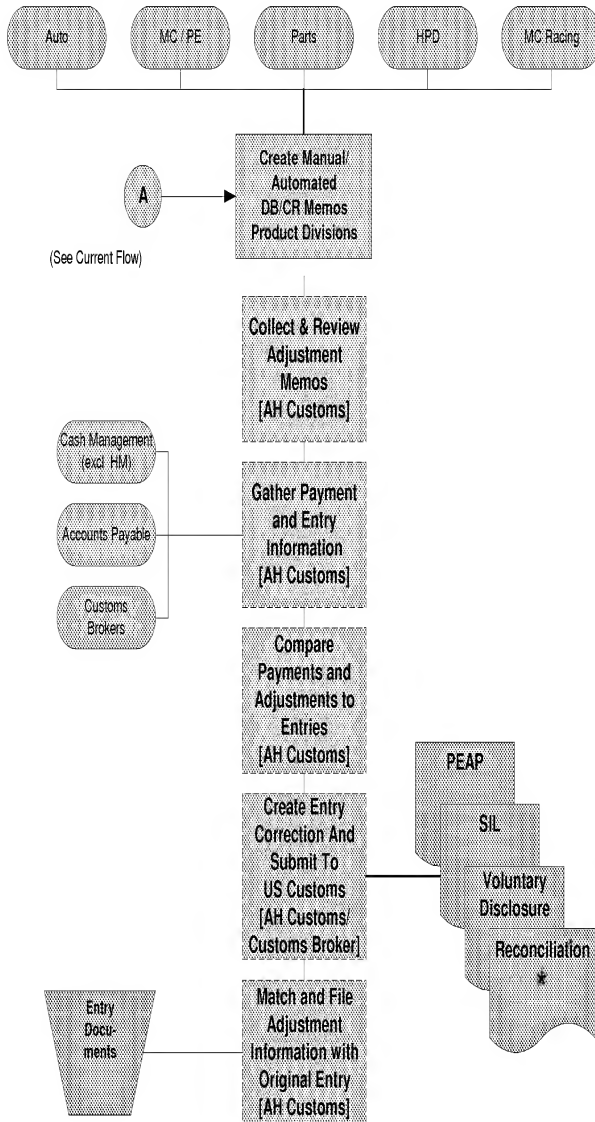 Auto
MC / PE
Parts
HPD
MC Racing
Create Manual/
Automated
DB/CR Memos
Product Divisions
A
(See Current Flow)
Collect & Review
Adjustment
Memos
[AH Customs]
Cash Management
(excl HM)
Accounts Payable
Customs
Brokers
Gather Payment
and Entry
Information
[AH Customs]
Compare
Payments and
Adjustments to
Entries
[AH Customs]
Create Entry
Correction And
Submit To
US Customs
[AH Customs/
Customs Broker]
PEAP
SIL
Voluntary
Disclosure
Reconciliation
*
Entry
Docu-
ments
Match and File
Adjustment
Information with
Original Entry
[AH Customs]